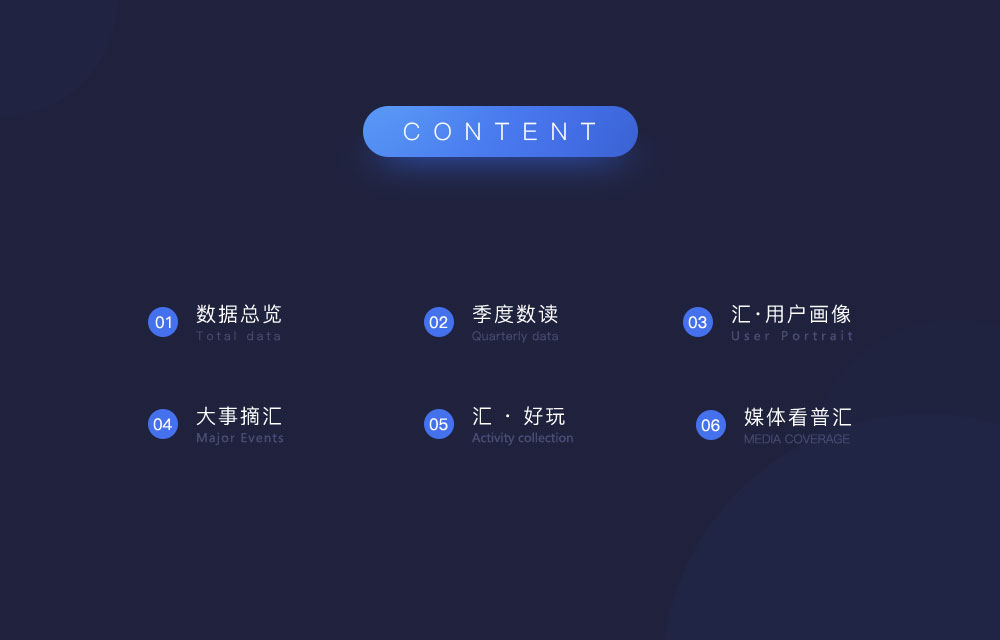 CONTENT
01 数据总览
Total data
02 季度数读
Quarterly data
03 汇·用户画像
User Portrait
04 大事摘汇
Major Events
05 汇 · 好玩
Activity collection
06 媒体看普汇
MEDIA COVERAGE